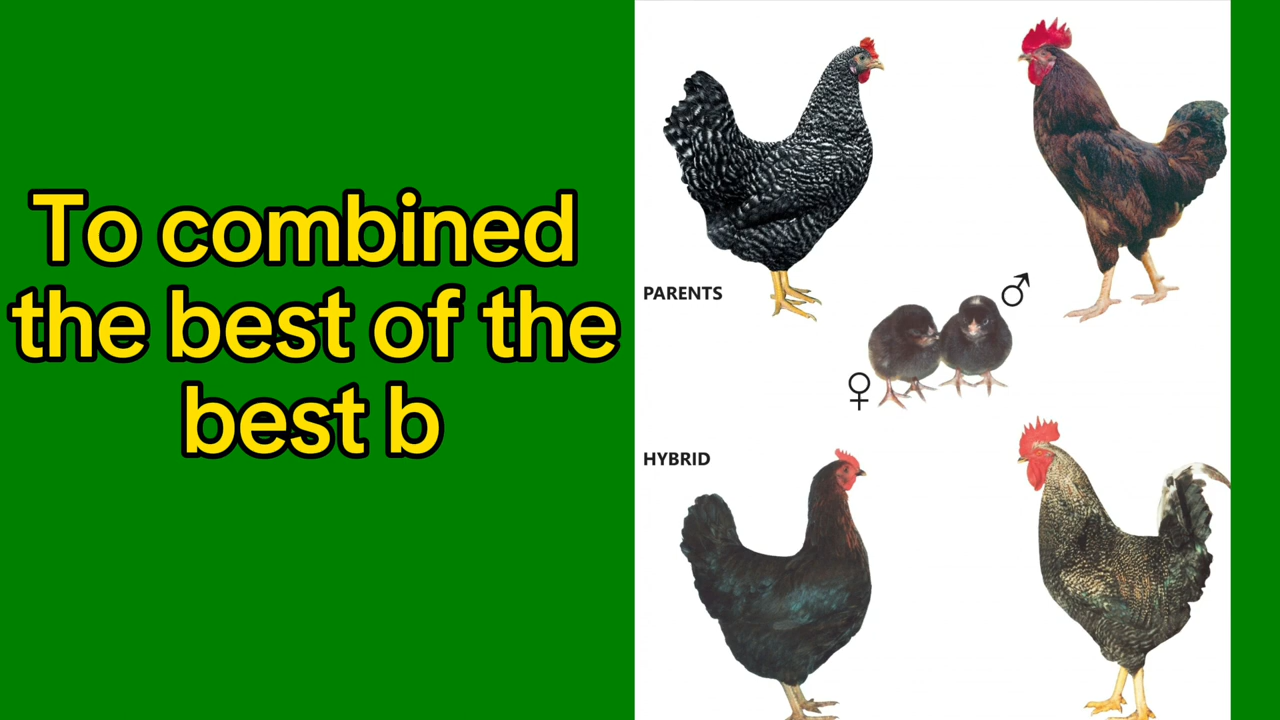 To combined
the best of the
best b
PARENTS
♂
♀
HYBRID